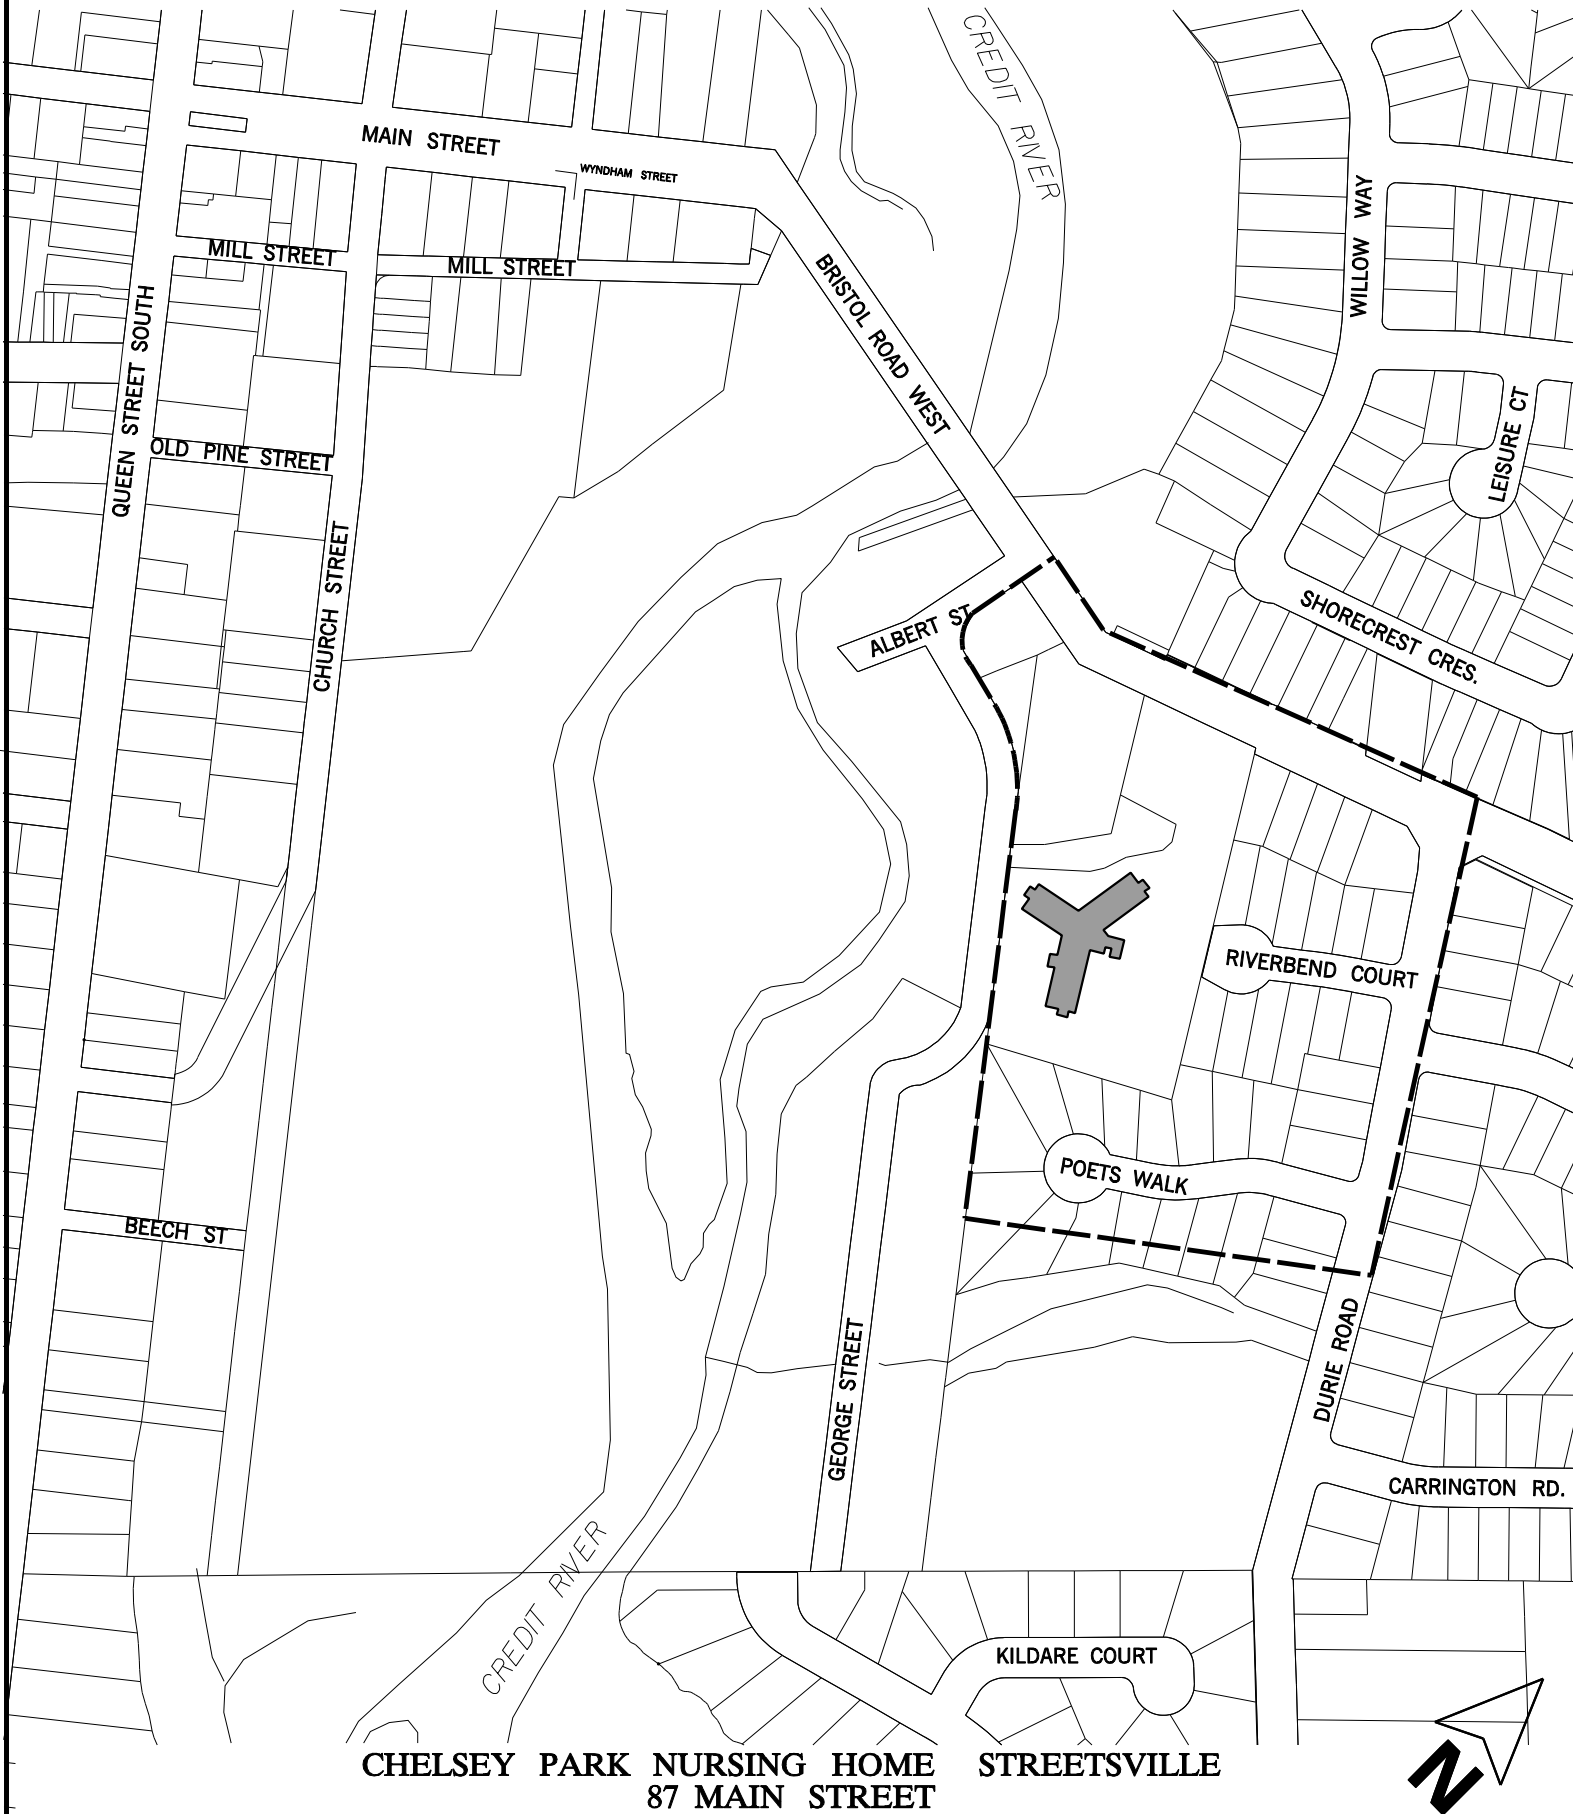 CREDIT RIVER
MAIN STREET
WYNDHAM STREET
WILLOW WAY
MILL STREET
MILL STREET
BRISTOL ROAD WEST
QUEEN STREET SOUTH
OLD PINE STREET
LEISURE CT
CHURCH STREET
ALBERT ST.
SHORECREST CRES.
RIVERBEND COURT
POETS WALK
BEECH ST
GEORGE STREET
DURIE ROAD
CARRINGTON RD.
CREDIT RIVER
KILDARE COURT
N
CHELSEY PARK NURSING HOME STREETSVILLE
87 MAIN STREET